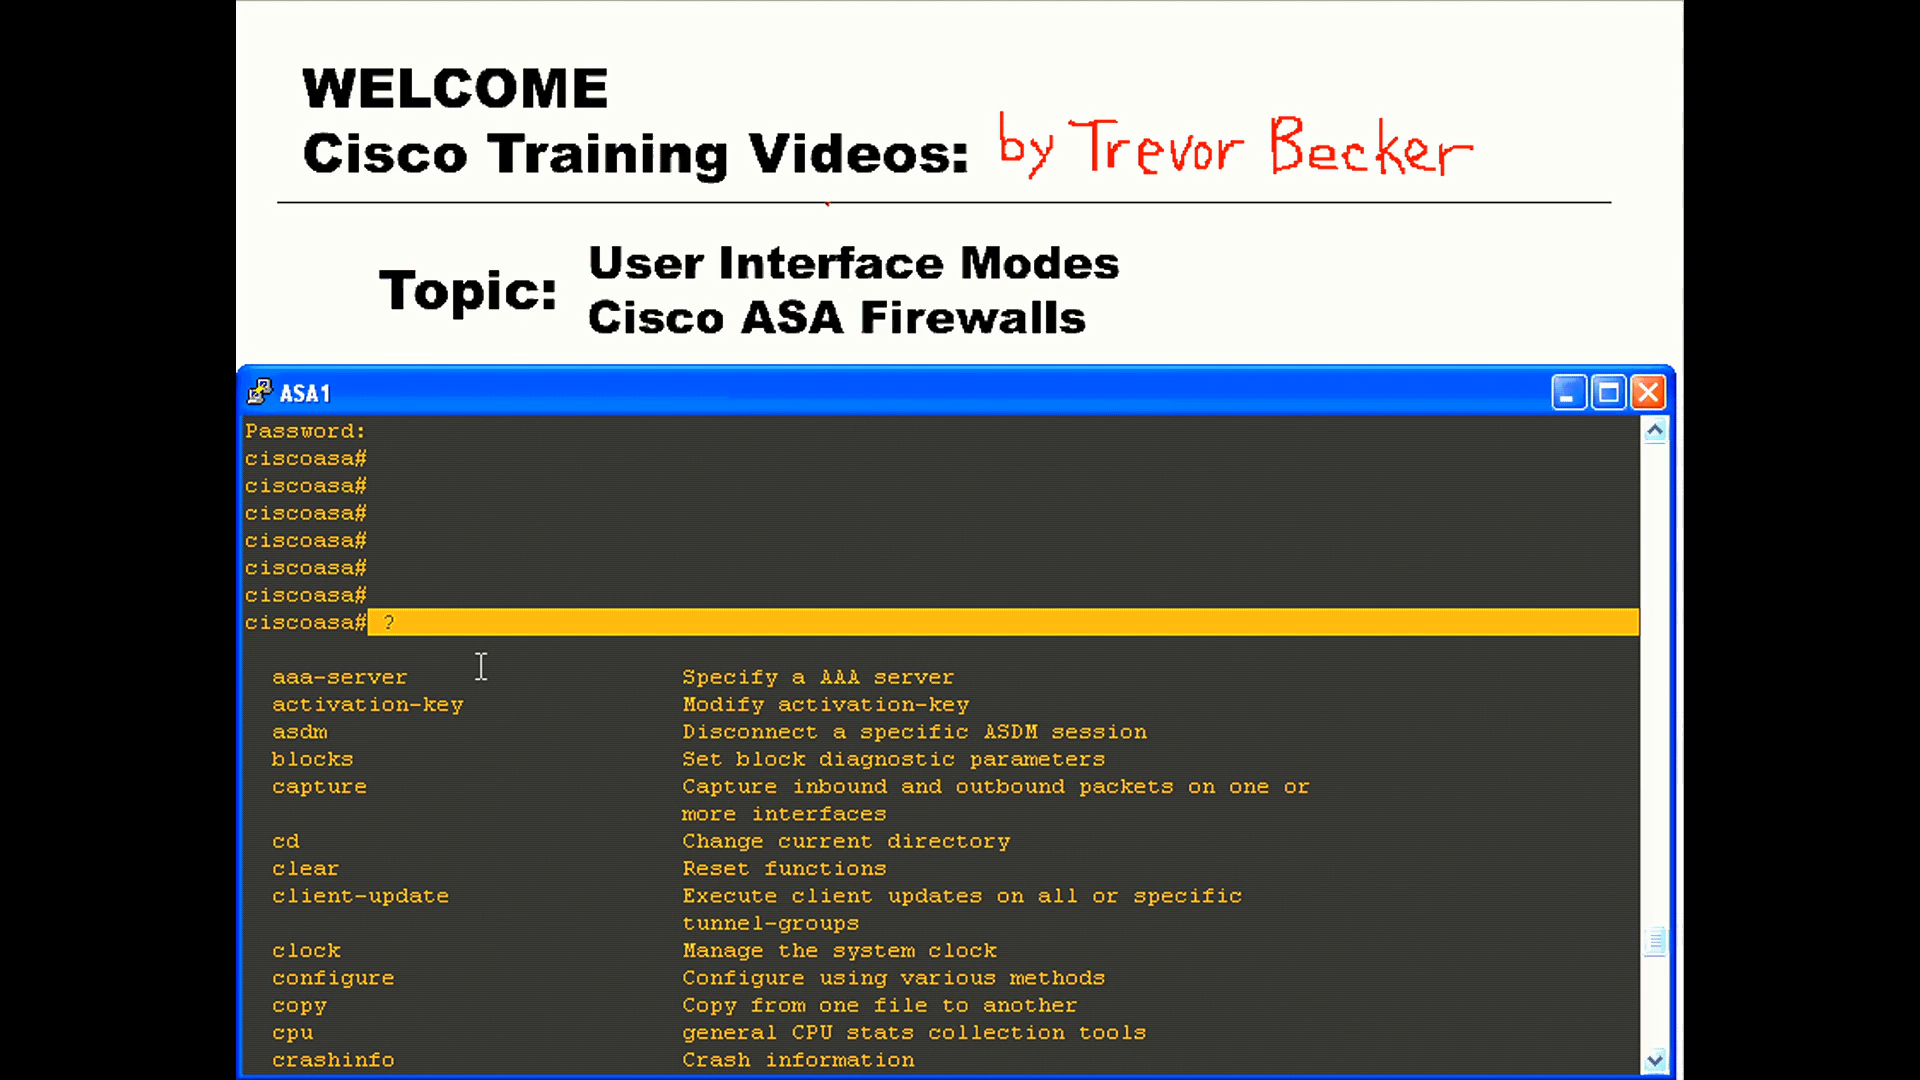 WELCOME
Cisco Training Videos: by Trevor Becker
Topic: User Interface Modes
Cisco ASA Firewalls
ASA1
Password:
ciscoasa#
ciscoasa#
ciscoasa#
ciscoasa#
ciscoasa#
ciscoasa#
ciscoasa# ?
aaa-server Specify a AAA server
activation-key Modify activation-key
asdm Disconnect a specific ASDM session
blocks Set block diagnostic parameters
capture Capture inbound and outbound packets on one or
more interfaces
cd Change current directory
clear Reset functions
client-update Execute client updates on all or specific
tunnel-groups
clock Manage the system clock
configure Configure using various methods
copy Copy from one file to another
cpu general CPU stats collection tools
crashinfo Crash information